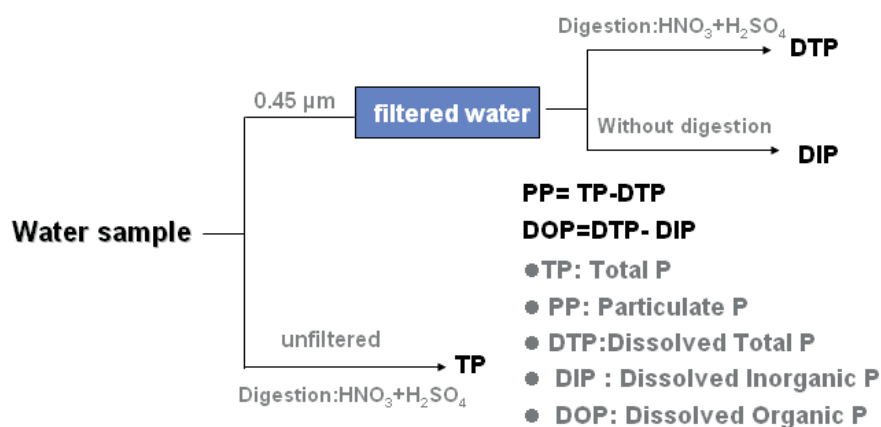 Digestion:HNO₃+H₂SO₄
DTP
0.45 µm
filtered water
Without digestion
DIP
PP= TP-DTP
DOP=DTP- DIP
Water sample
●TP: Total P
● PP: Particulate P
unfiltered
● DTP:Dissolved Total P
TP
● DIP : Dissolved Inorganic P
Digestion:HNO₃+H₂SO₄
● DOP: Dissolved Organic P